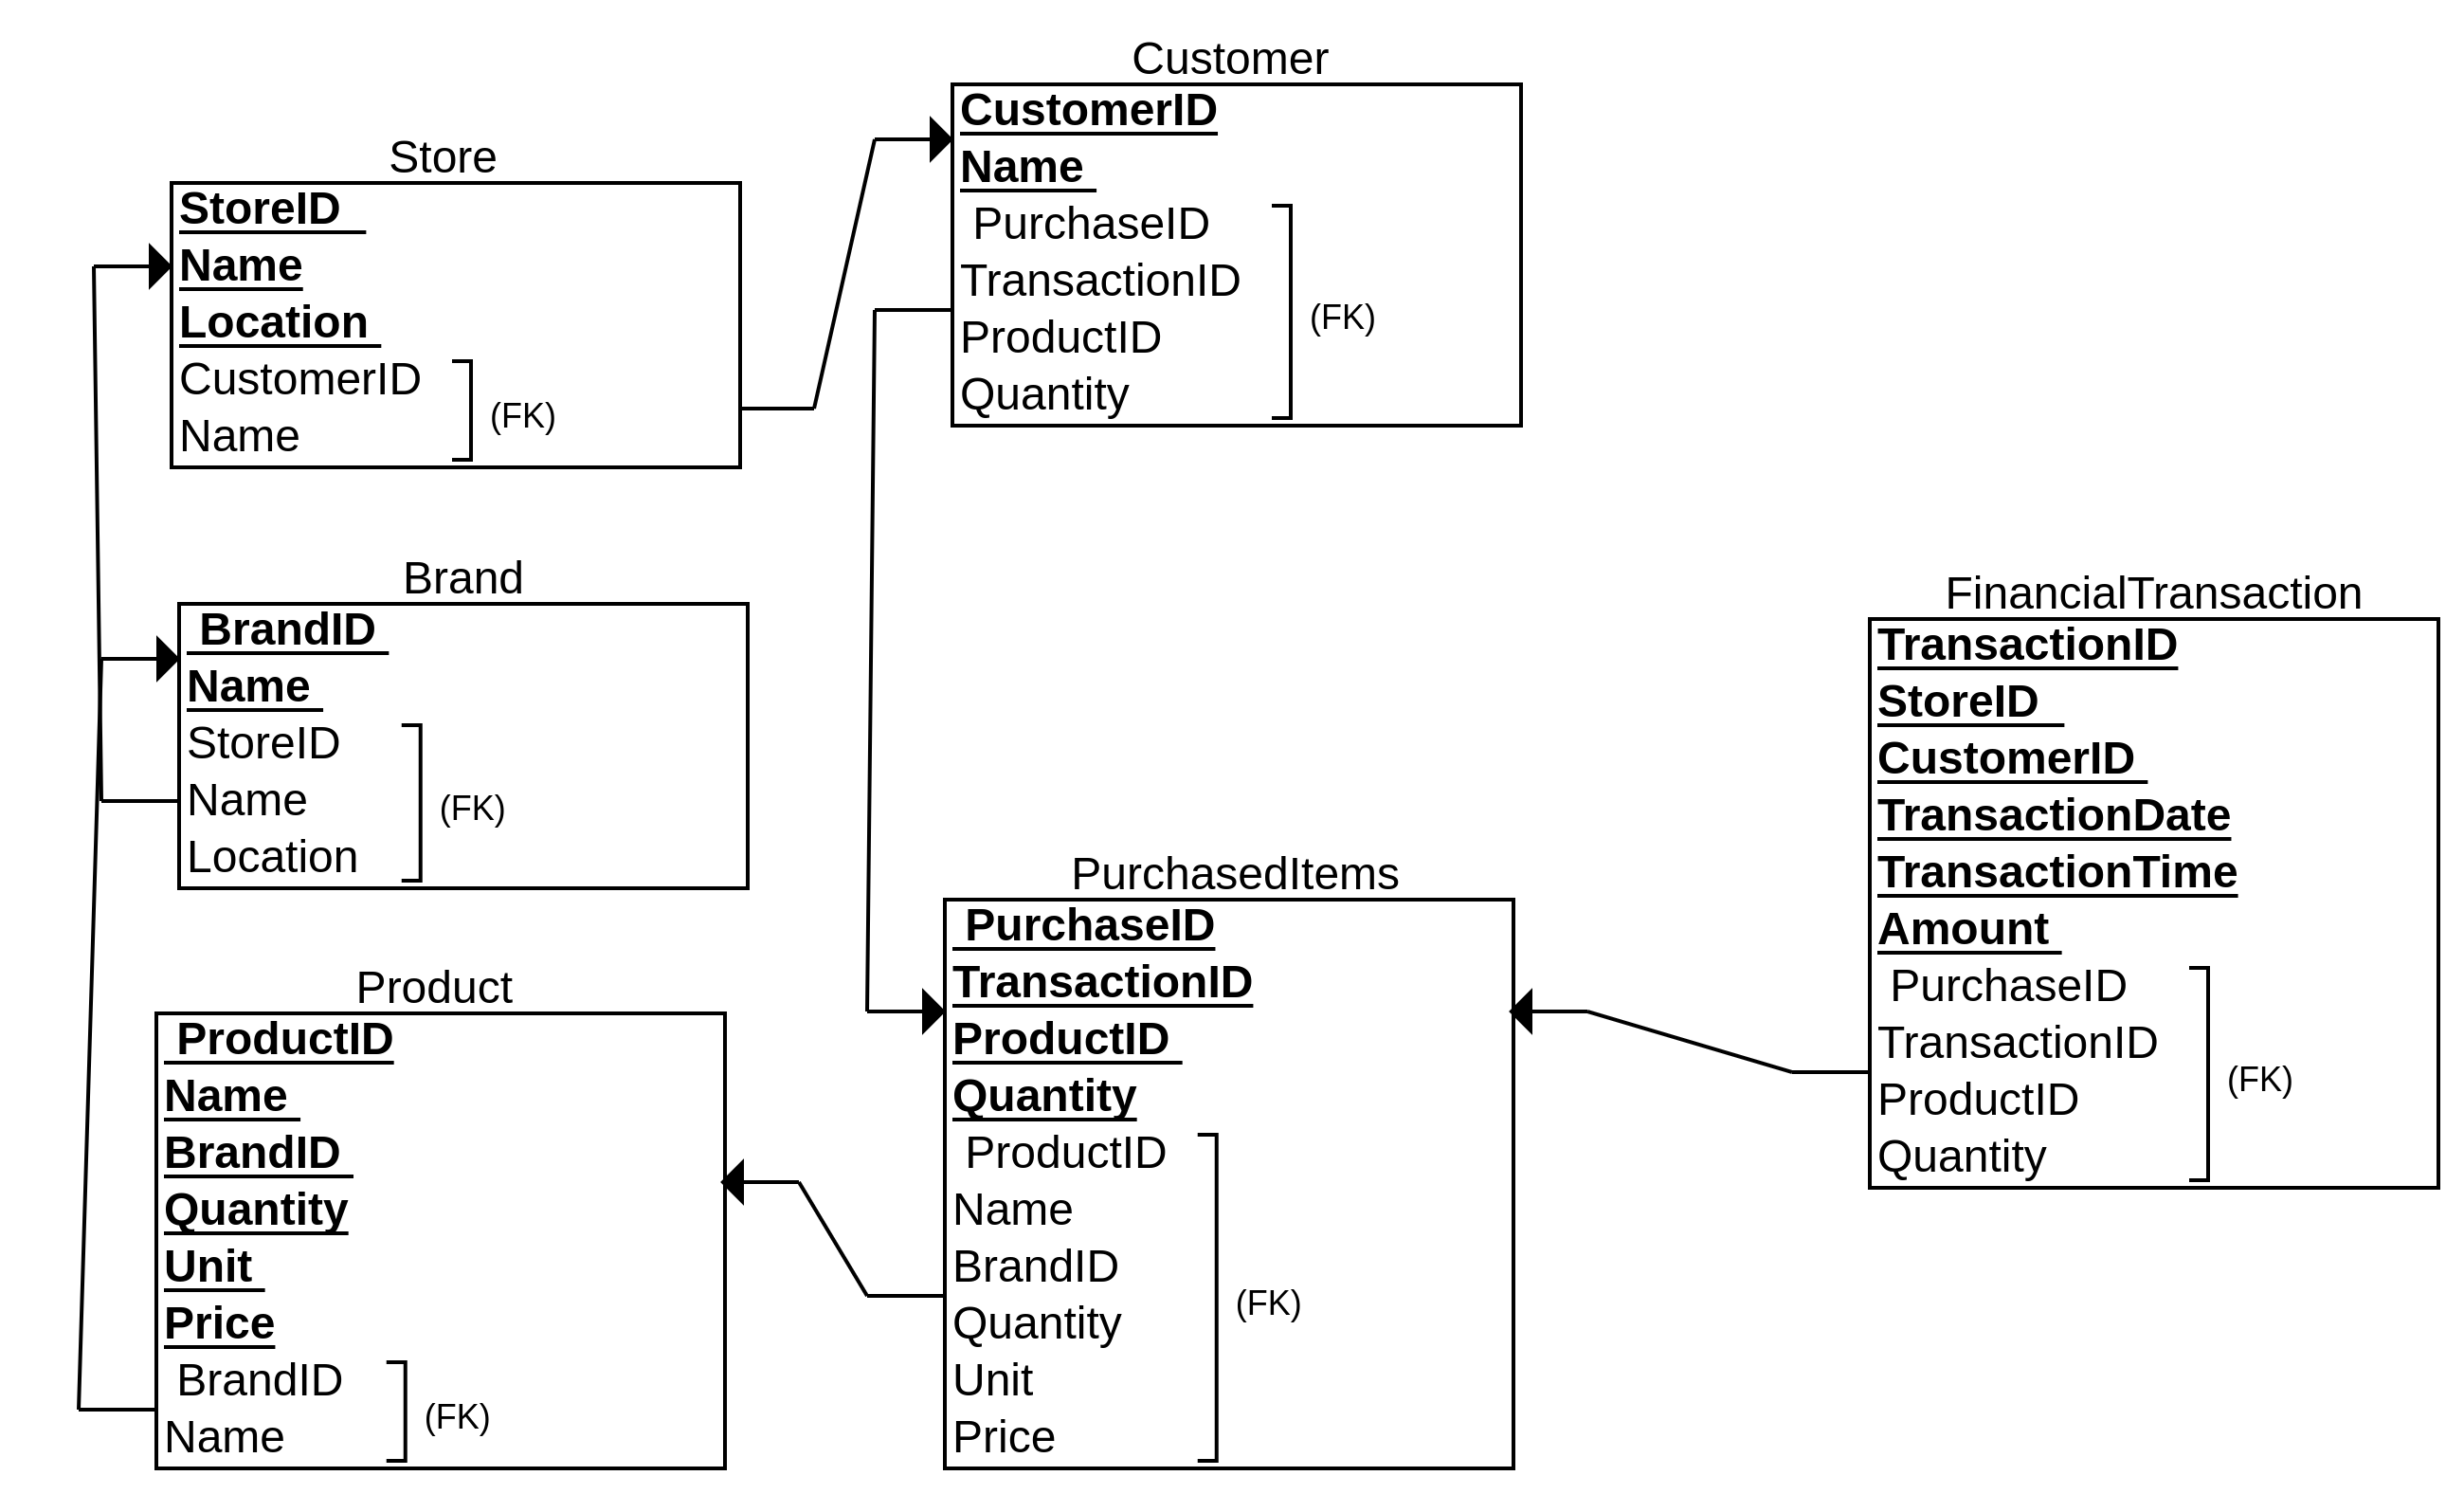 Customer
CustomerID
Name
PurchaseID
TransactionID
ProductID
Quantity
(FK)
Store
StoreID
Name
Location
CustomerID
Name
(FK)
Brand
BrandID
Name
StoreID
Name
Location
(FK)
FinancialTransaction
TransactionID
StoreID
CustomerID
TransactionDate
TransactionTime
Amount
PurchaseID
TransactionID
ProductID
Quantity
(FK)
PurchasedItems
PurchaseID
TransactionID
ProductID
Quantity
ProductID
Name
BrandID
Quantity
Unit
Price
(FK)
Product
ProductID
Name
BrandID
Quantity
Unit
Price
BrandID
Name
(FK)